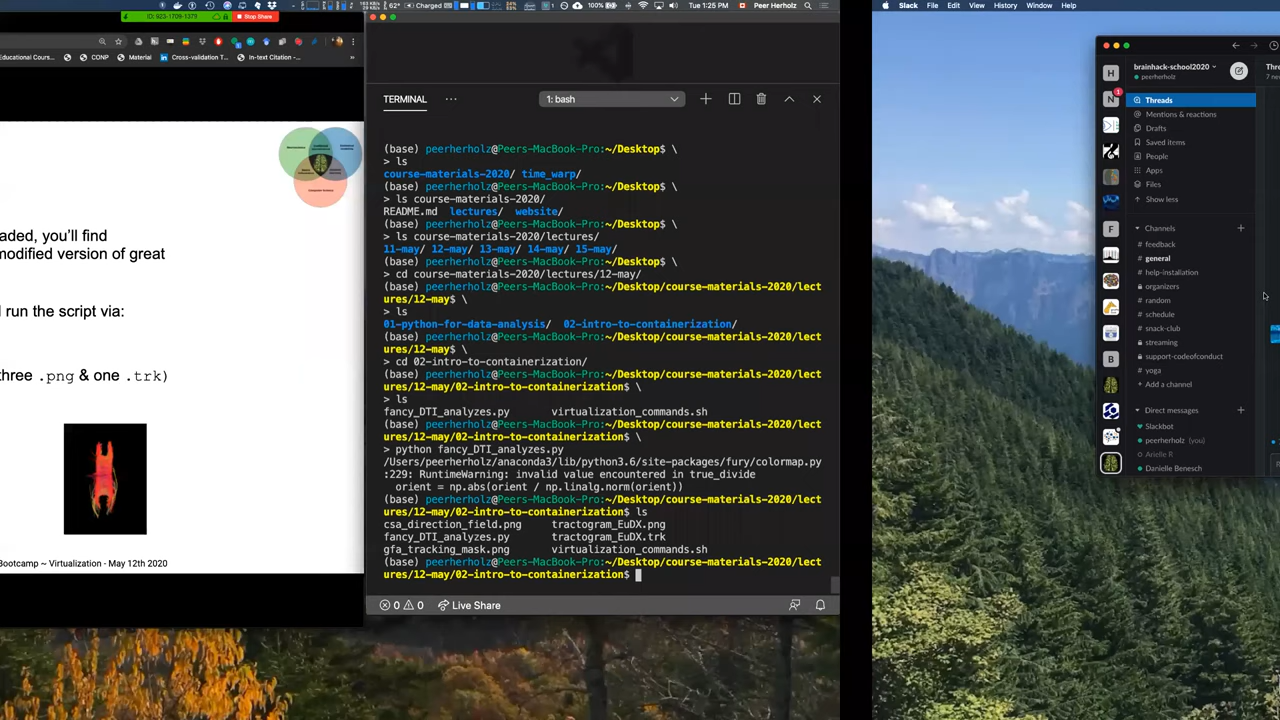 ID: 923-1709-1379 Stop Share
62° Charged 100% Tue 1:25 PM Peer Herholz
Educational Cour... CONP Material Cross-validation T... In-text Citation -...
aded, you'll find
modified version of great
d run the script via:
three .png & one .trk)
Bootcamp ~ Virtualization - May 12th 2020
TERMINAL ··· 1: bash
(base) peerherholz@Peers-MacBook-Pro:~/Desktop$ \
> ls
course-materials-2020/ time_warp/
(base) peerherholz@Peers-MacBook-Pro:~/Desktop$ \
> ls course-materials-2020/
README.md lectures/ website/
(base) peerherholz@Peers-MacBook-Pro:~/Desktop$ \
> ls course-materials-2020/lectures/
11-may/ 12-may/ 13-may/ 14-may/ 15-may/
(base) peerherholz@Peers-MacBook-Pro:~/Desktop$ \
> cd course-materials-2020/lectures/12-may/
(base) peerherholz@Peers-MacBook-Pro:~/Desktop/course-materials-2020/lect
ures/12-may$ \
> ls
01-python-for-data-analysis/ 02-intro-to-containerization/
(base) peerherholz@Peers-MacBook-Pro:~/Desktop/course-materials-2020/lect
ures/12-may$ \
> cd 02-intro-to-containerization/
(base) peerherholz@Peers-MacBook-Pro:~/Desktop/course-materials-2020/lect
ures/12-may/02-intro-to-containerization$ \
> ls
fancy_DTI_analyzes.py virtualization_commands.sh
(base) peerherholz@Peers-MacBook-Pro:~/Desktop/course-materials-2020/lect
ures/12-may/02-intro-to-containerization$ \
> python fancy_DTI_analyzes.py
/Users/peerherholz/anaconda3/lib/python3.6/site-packages/fury/colormap.py
:229: RuntimeWarning: invalid value encountered in true_divide
orient = np.abs(orient / np.linalg.norm(orient))
(base) peerherholz@Peers-MacBook-Pro:~/Desktop/course-materials-2020/lect
ures/12-may/02-intro-to-containerization$ ls
csa_direction_field.png tractogram_EuDX.png
fancy_DTI_analyzes.py tractogram_EuDX.trk
gfa_tracking_mask.png virtualization_commands.sh
(base) peerherholz@Peers-MacBook-Pro:~/Desktop/course-materials-2020/lect
ures/12-may/02-intro-to-containerization$
0 0 Live Share
Slack File Edit View History Window Help
brainhack-school2020
peerherholz
H
N 1
F
B
Threads
Mentions & reactions
Drafts
Saved items
People
Apps
Files
Show less
Channels +
# feedback
# general
# help-installation
organizers
# random
# schedule
# snack-club
streaming
support-codeofconduct
# yoga
+ Add a channel
Direct messages +
Slackbot
peerherholz (you)
Arielle R
Danielle Benesch